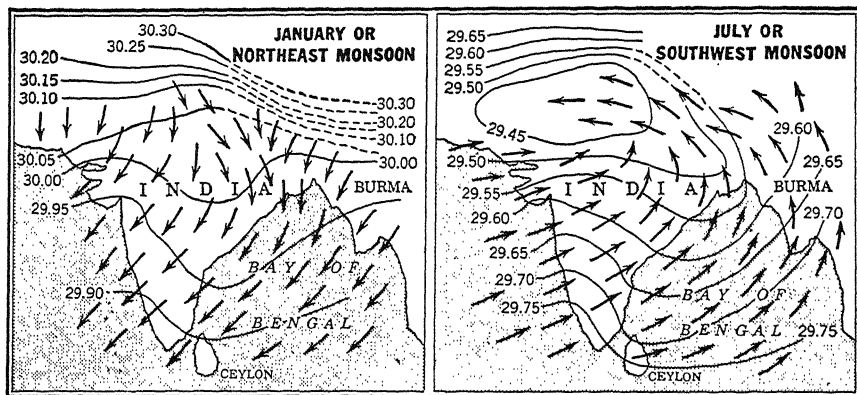 JANUARY OR
NORTHEAST MONSOON
30.30
30.25
30.20
30.15
30.10
30.30
30.20
30.10
30.00
30.05
30.00
29.95
29.90
INDIA
BURMA
BAY OF
BENGAL
CEYLON
JULY OR
SOUTHWEST MONSOON
29.65
29.60
29.55
29.50
29.45
29.60
29.65
29.70
29.50
29.55
29.60
29.65
29.70
29.75
29.75
INDIA
BURMA
BAY OF
BENGAL
CEYLON